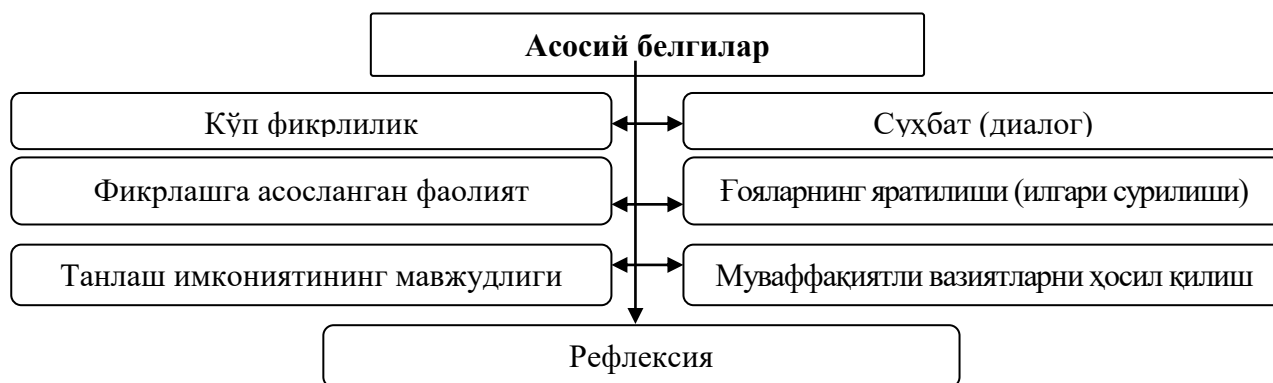 Асосий белгилар
Кўп фикрлилик
Суҳбат (диалог)
Фикрлашга асосланган фаолият
Ғояларнинг яратилиши (илгари сурилиши)
Танлаш имкониятининг мавжудлиги
Муваффақиятли вазиятларни ҳосил қилиш
Рефлексия